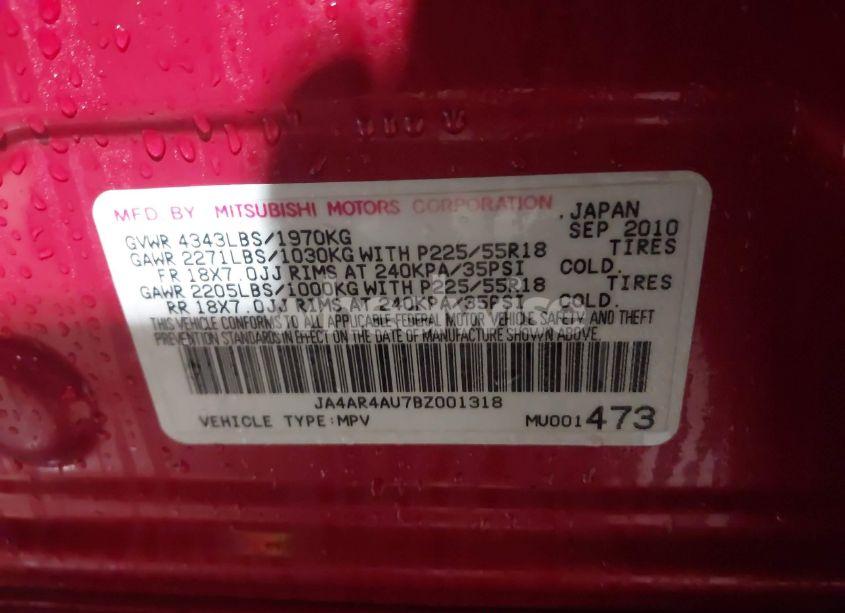 MFD BY MITSUBISHI MOTORS CORPORATION, JAPAN
GVWR 4343LBS/1970KG SEP 2010
GAWR 2271LBS/1030KG WITH P225/55R18 TIRES
FR 18X7.0JJ RIMS AT 240KPA/35PSI COLD.
GAWR 2205LBS/1000KG WITH P225/55R18 TIRES
RR 18X7.0JJ RIMS AT 240KPA/35PSI COLD.
THIS VEHICLE CONFORMS TO ALL APPLICABLE FEDERAL MOTOR VEHICLE SAFETY AND THEFT
PREVENTION STANDARDS IN EFFECT ON THE DATE OF MANUFACTURE SHOWN ABOVE.
JA4AR4AU7BZ001318
VEHICLE TYPE:MPV MU001473